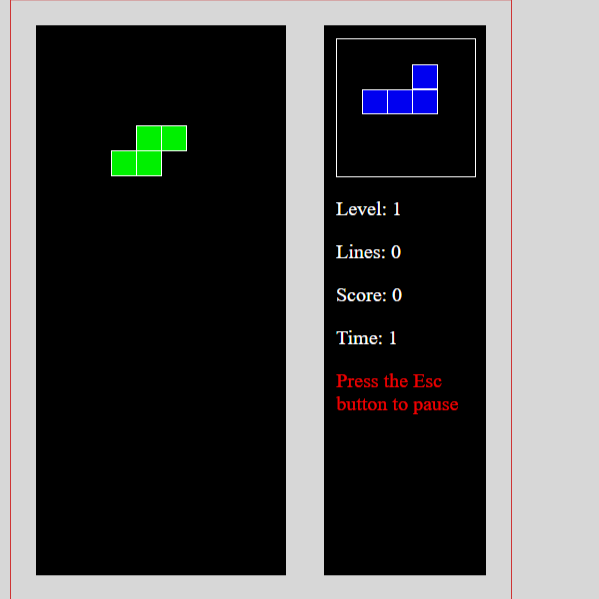 Level: 1
Lines: 0
Score: 0
Time: 1
Press the Esc
button to pause